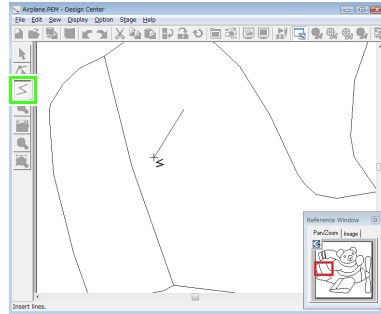 Airplane.PEM - Design Center
File Edit Sew Display Option Stage Help
Reference Window
Pan/Zoom Image
Insert lines.